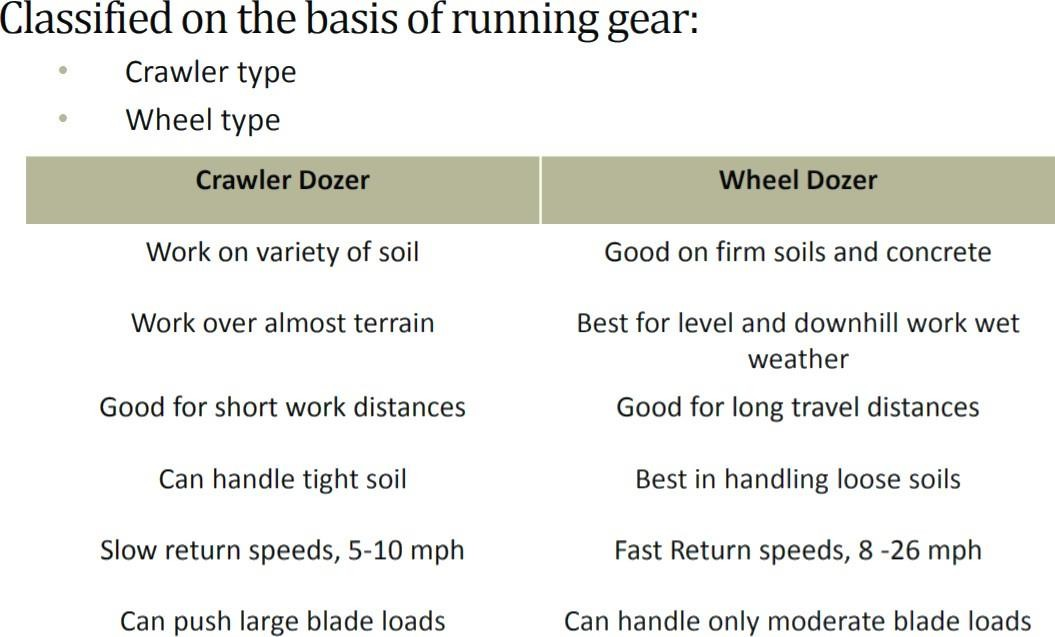 Classified on the basis of running gear:
• Crawler type
• Wheel type
Crawler Dozer Wheel Dozer
Work on variety of soil Good on firm soils and concrete
Work over almost terrain Best for level and downhill work wet
weather
Good for short work distances Good for long travel distances
Can handle tight soil Best in handling loose soils
Slow return speeds, 5-10 mph Fast Return speeds, 8 -26 mph
Can push large blade loads Can handle only moderate blade loads